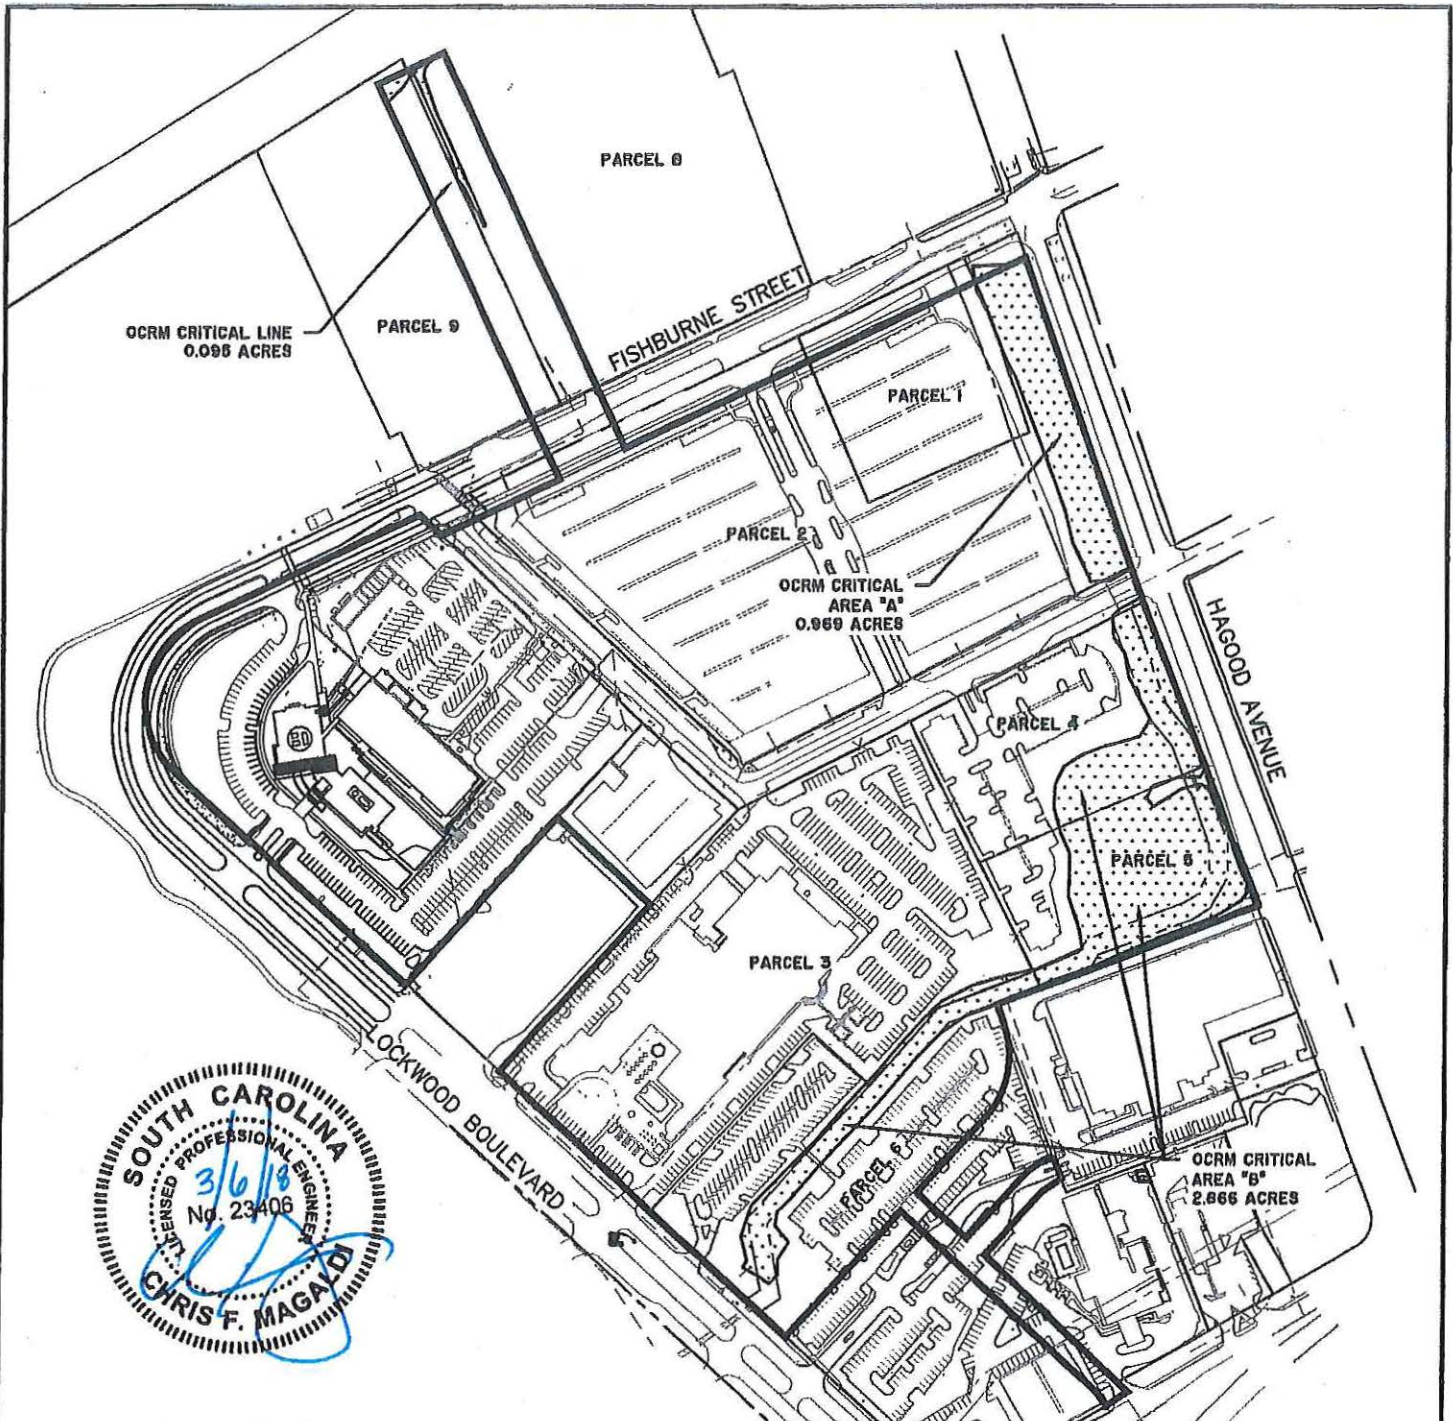 PARCEL 8
FISHBURNE STREET
OCRM CRITICAL LINE
0.095 ACRES
PARCEL 9
PARCEL 1
PARCEL 2
OCRM CRITICAL
AREA "A"
0.969 ACRES
HAGOOD AVENUE
PARCEL 4
PARCEL 5
PARCEL 3
LOCKWOOD BOULEVARD
PARCEL 6
OCRM CRITICAL
AREA "B"
2.866 ACRES
SOUTH CAROLINA
LICENSED PROFESSIONAL ENGINEER
3/6/18
No. 23406
CHRIS F. MAGALDI